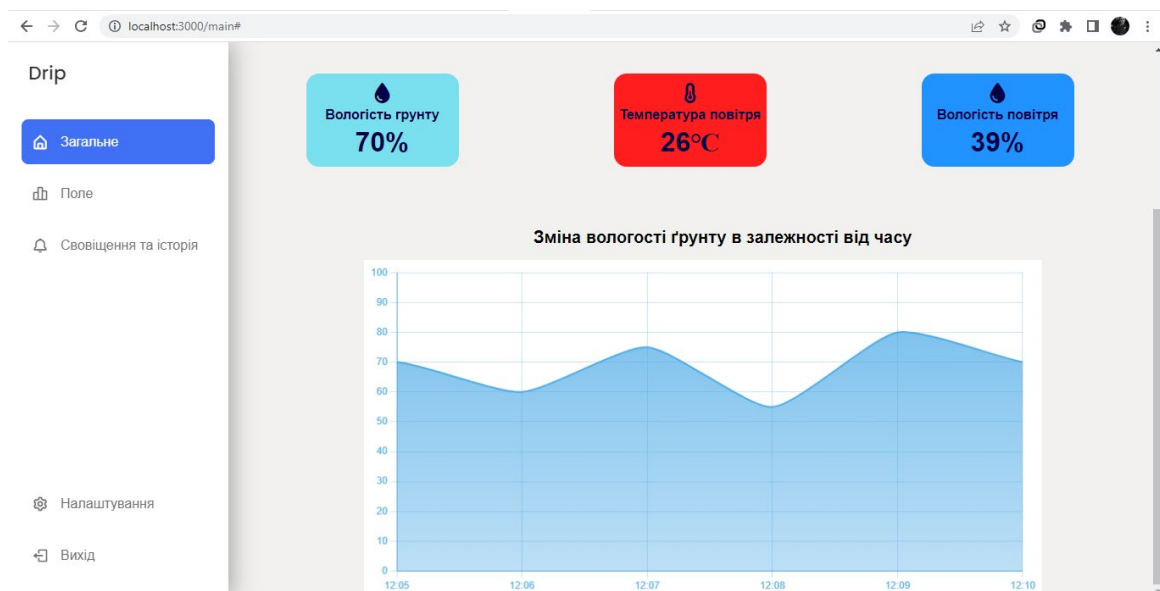 localhost:3000/main#
Drip
Загальне
Поле
Сповіщення та історія
Налаштування
Вихід
Вологість грунту
70%
Температура повітря
26°C
Вологість повітря
39%
Зміна вологості ґрунту в залежності від часу
100
90
80
70
60
50
40
30
20
10
0
12:05
12:06
12:07
12:08
12:09
12:10